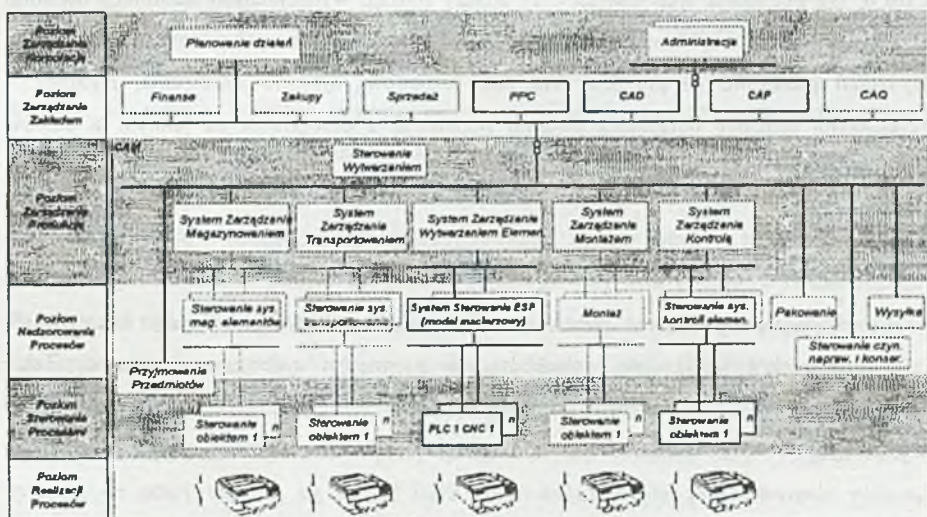 Poziom
Zarządzania
Korporacją
Planowanie działań
Administracja
Poziom
Zarządzania
Zakładem
Finanse
Zakupy
Sprzedaż
PPC
CAD
CAP
CAQ
Poziom
Zarządzania
Produkcją
CAM
Sterowanie
Wytwarzaniem
System Zarządzania
Magazynowaniem
System
Zarządzania
Transportowaniem
System Zarządzania
Wytwarzaniem Elemen.
System
Zarządzania
Montażem
System
Zarządzania
Kontrolą
Poziom
Nadzorowania
Procesów
Sterowanie sys.
mag. elementów
Sterowanie sys.
transportowania
System Sterowania ESP
(model macierzowy)
Montaż
Sterowanie sys.
kontroli elemen.
Pakowanie
Wysyłka
Sterowanie czyn.
napraw. i konser.
Przyjmowanie
Przedmiotów
Poziom
Sterowania
Procesami
Sterowanie
obiektem 1
n
Sterowanie
obiektem 1
n
PLC 1 CNC 1
n
Sterowanie
obiektem 1
n
Sterowanie
obiektem 1
n
Poziom
Realizacji
Procesów